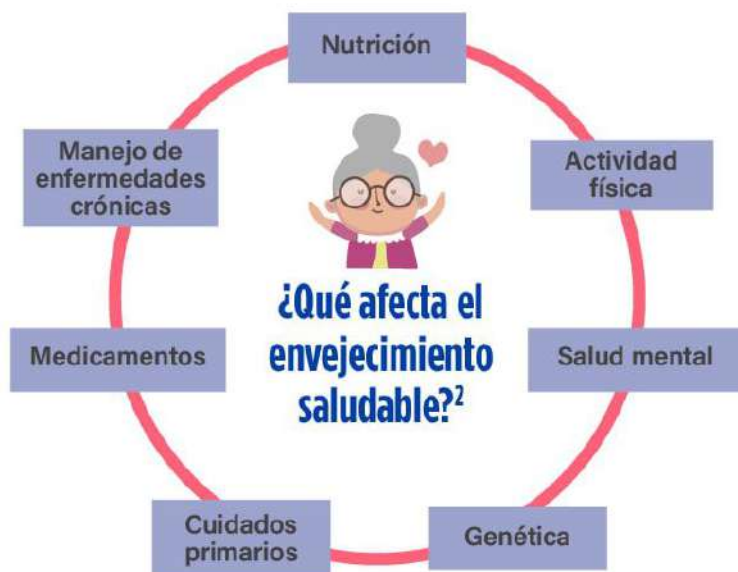 Nutrición
Manejo de
enfermedades
crónicas
Actividad
física
¿Qué afecta el
envejecimiento
saludable?²
Medicamentos
Salud mental
Cuidados
primarios
Genética